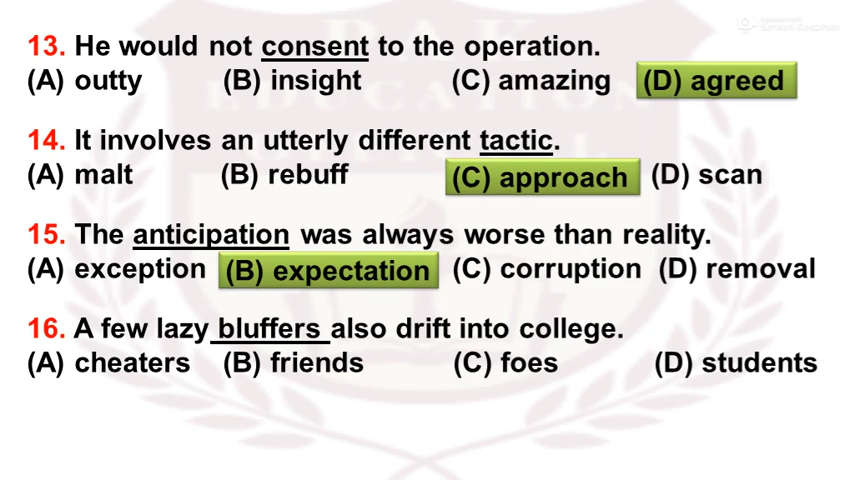 13. He would not consent to the operation.
(A) outty (B) insight (C) amazing (D) agreed
14. It involves an utterly different tactic.
(A) malt (B) rebuff (C) approach (D) scan
15. The anticipation was always worse than reality.
(A) exception (B) expectation (C) corruption (D) removal
16. A few lazy bluffers also drift into college.
(A) cheaters (B) friends (C) foes (D) students